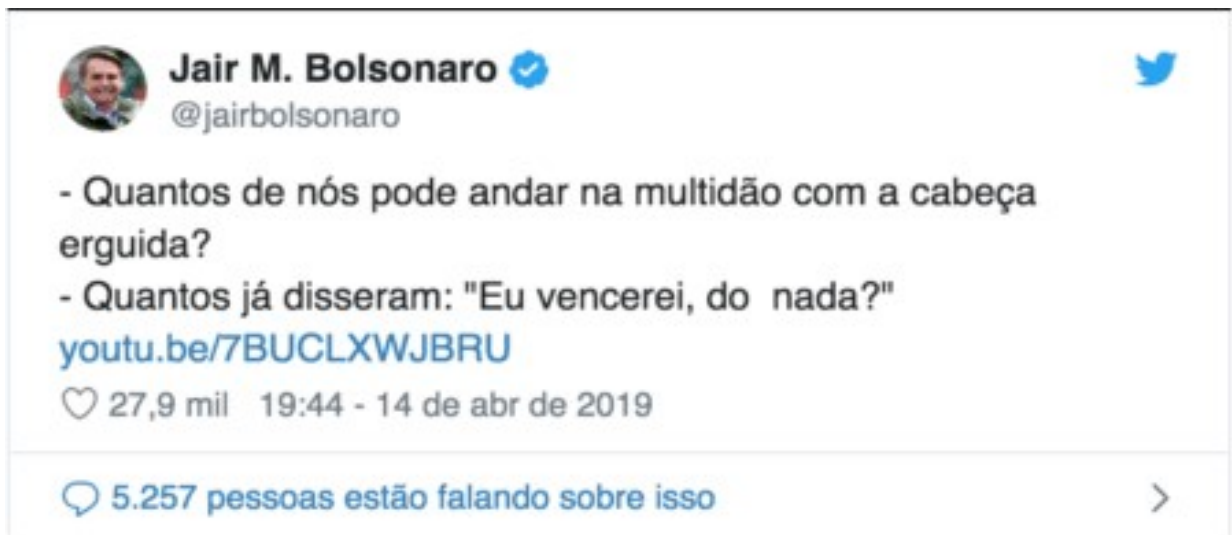 Jair M. Bolsonaro
@jairbolsonaro
- Quantos de nós pode andar na multidão com a cabeça
erguida?
- Quantos já disseram: "Eu vencerei, do  nada?"
youtu.be/7BUCLXWJBRU
27,9 mil   19:44 - 14 de abr de 2019
5.257 pessoas estão falando sobre isso